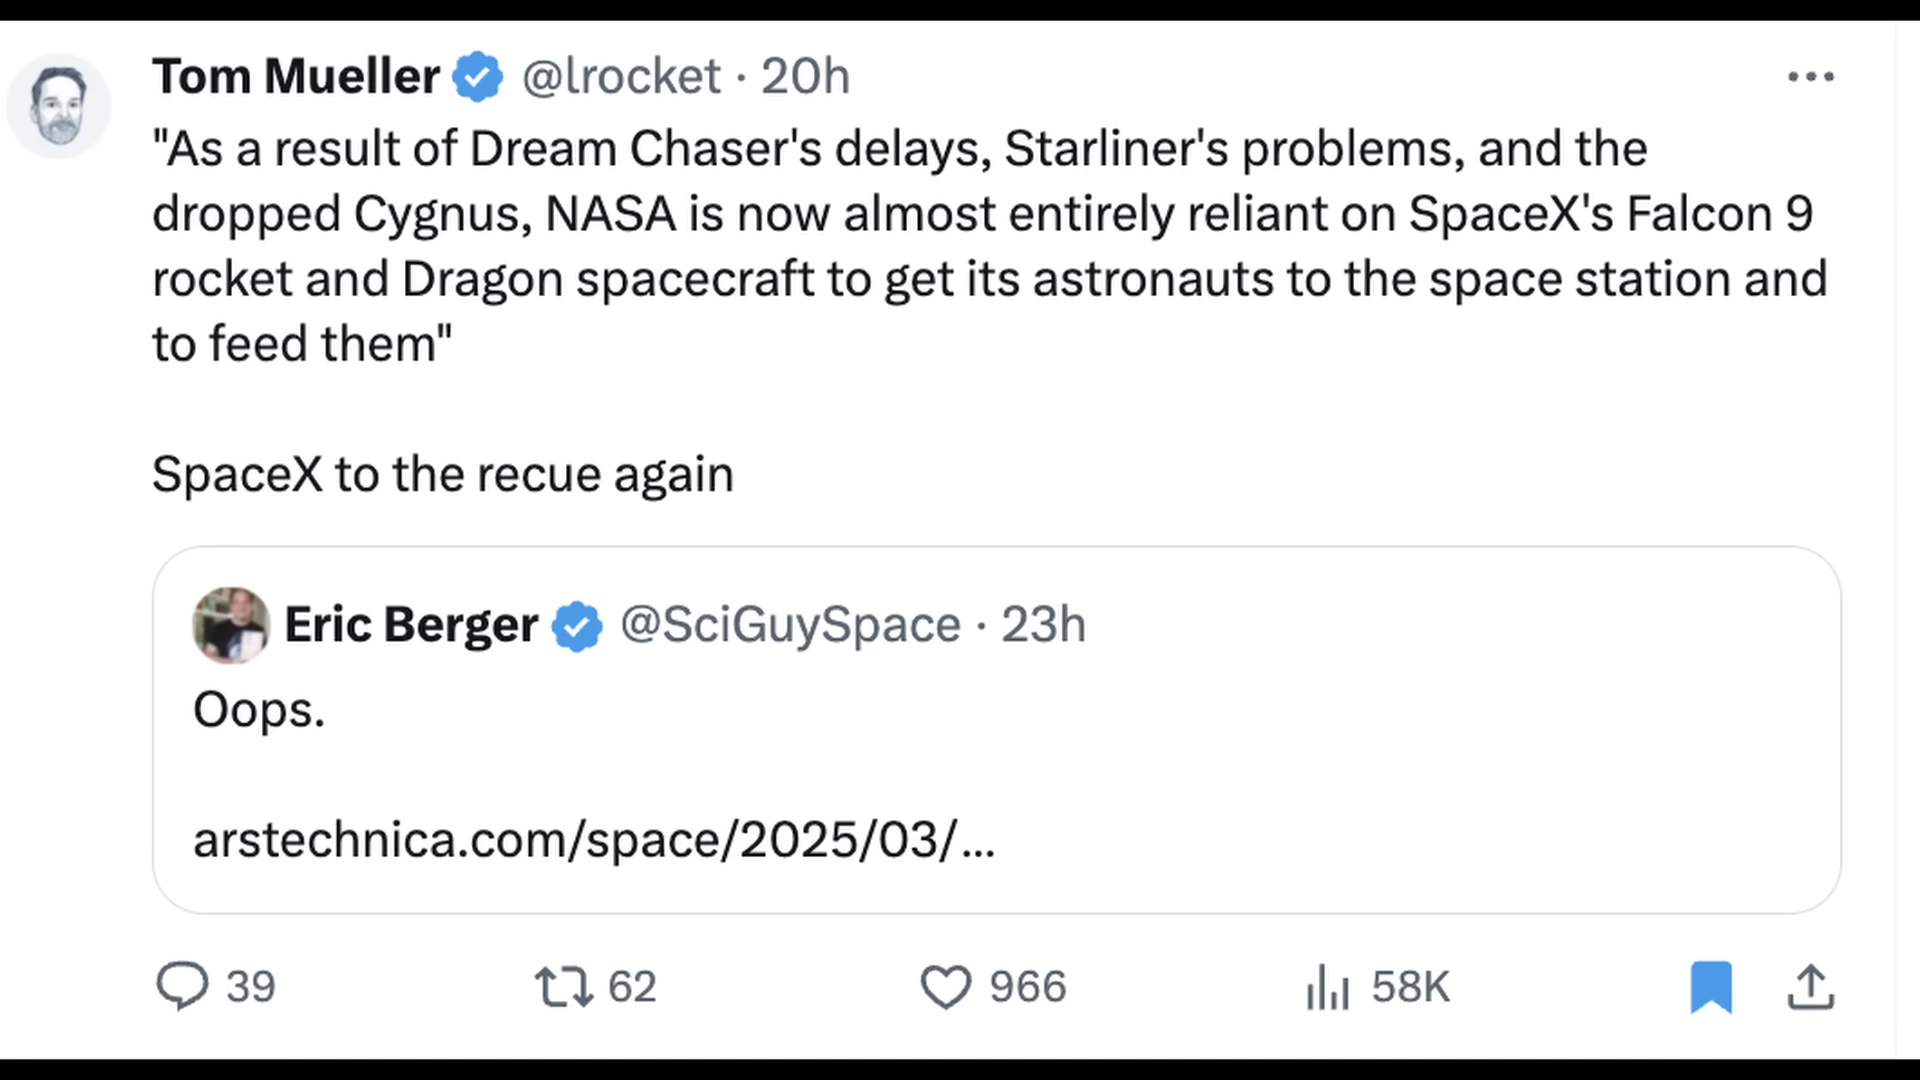 Tom Mueller @lrocket · 20h
"As a result of Dream Chaser's delays, Starliner's problems, and the
dropped Cygnus, NASA is now almost entirely reliant on SpaceX's Falcon 9
rocket and Dragon spacecraft to get its astronauts to the space station and
to feed them"
SpaceX to the recue again
Eric Berger @SciGuySpace · 23h
Oops.
arstechnica.com/space/2025/03/...
39 62 966 58K